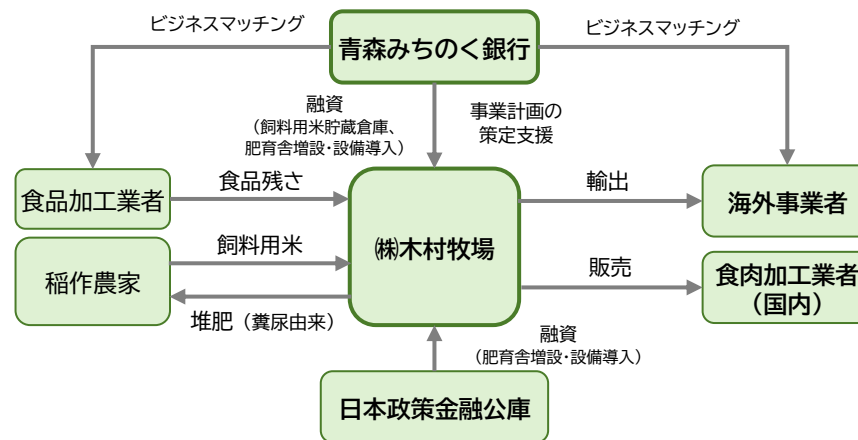 ビジネスマッチング
青森みちのく銀行
ビジネスマッチング
融資
（飼料用米貯蔵倉庫、
肥育舎増設・設備導入）
事業計画の
策定支援
食品加工業者
食品残さ
輸出
海外事業者
稲作農家
飼料用米
㈱木村牧場
販売
食肉加工業者
（国内）
堆肥（糞尿由来）
融資
（肥育舎増設・設備導入）
日本政策金融公庫